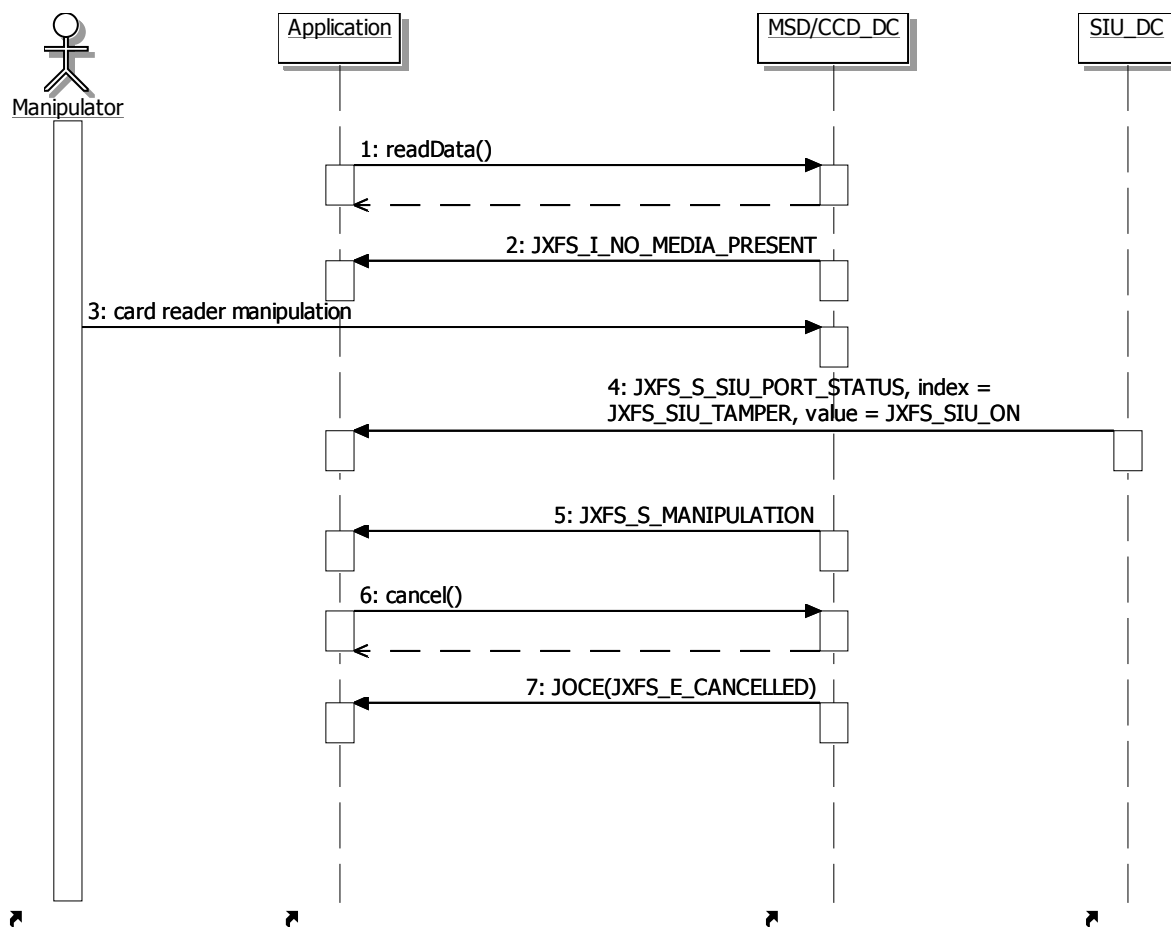 Application
MSD/CCD_DC
SIU_DC
Manipulator
1: readData()
2: JXFS_I_NO_MEDIA_PRESENT
3: card reader manipulation
4: JXFS_S_SIU_PORT_STATUS, index =
JXFS_SIU_TAMPER, value = JXFS_SIU_ON
5: JXFS_S_MANIPULATION
6: cancel()
7: JOCE(JXFS_E_CANCELLED)